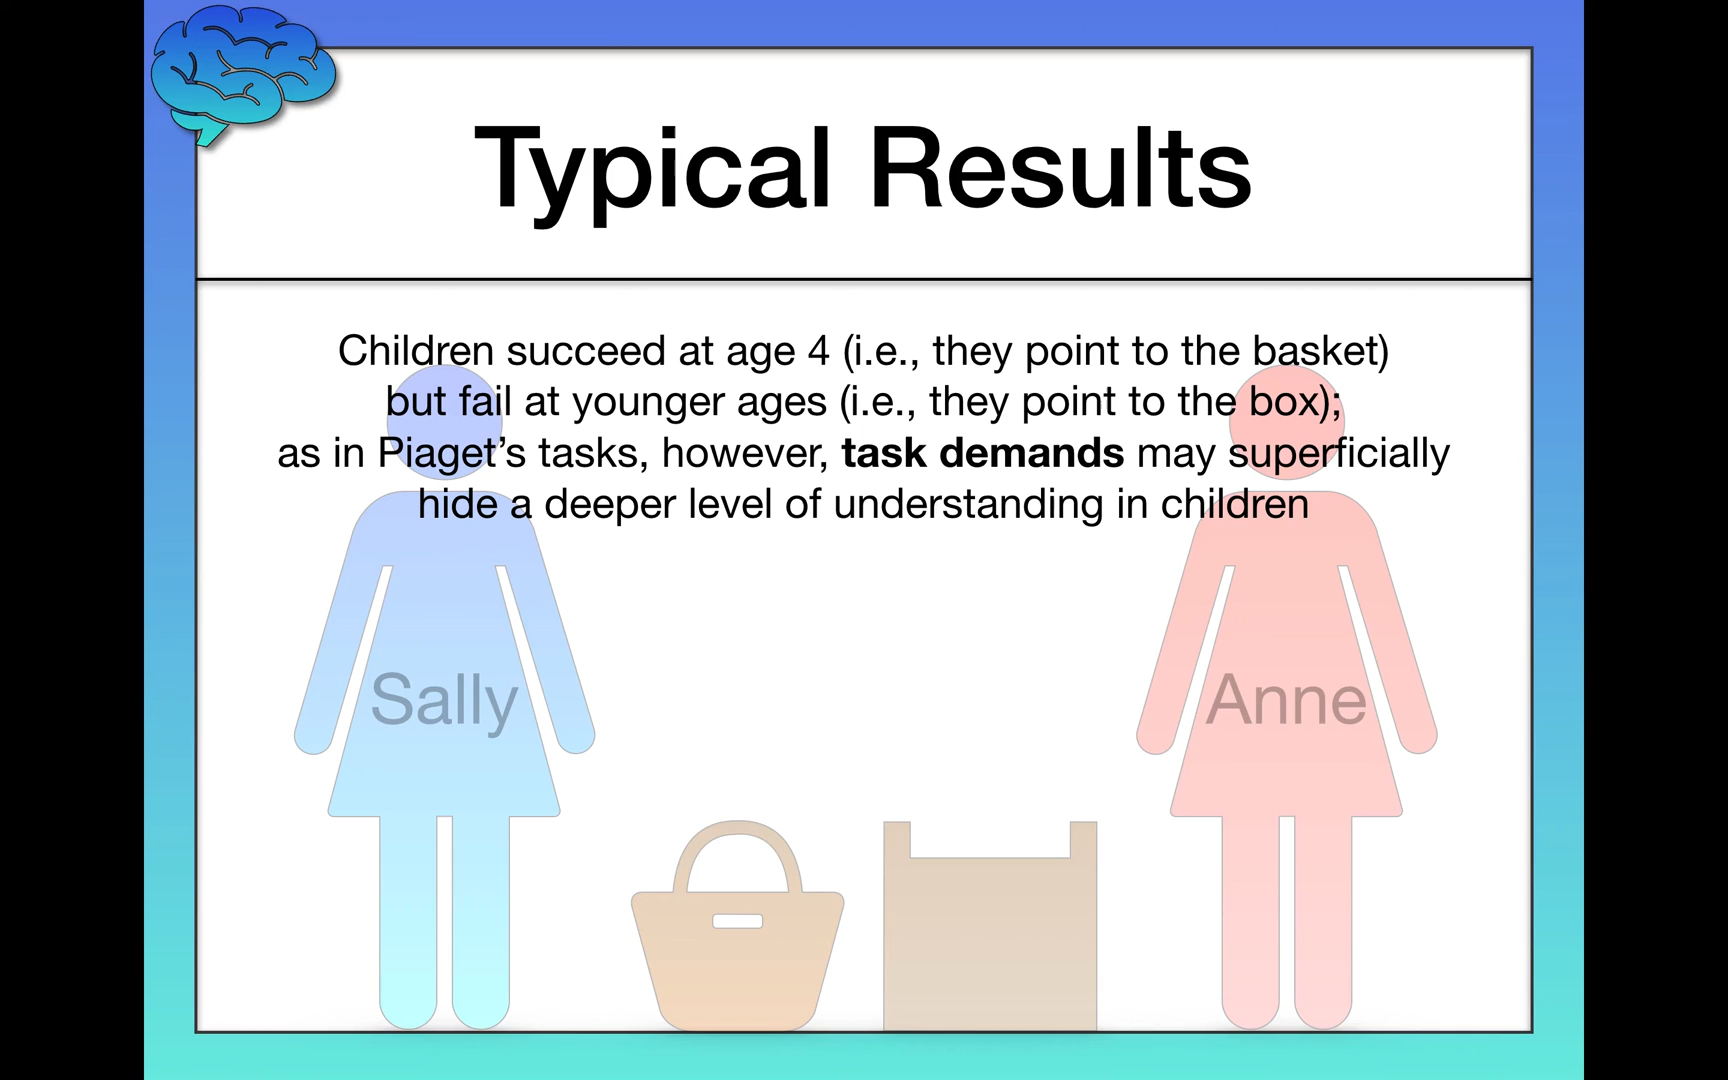 Typical Results
Children succeed at age 4 (i.e., they point to the basket)
but fail at younger ages (i.e., they point to the box);
as in Piaget’s tasks, however, task demands may superficially
hide a deeper level of understanding in children
Sally
Anne